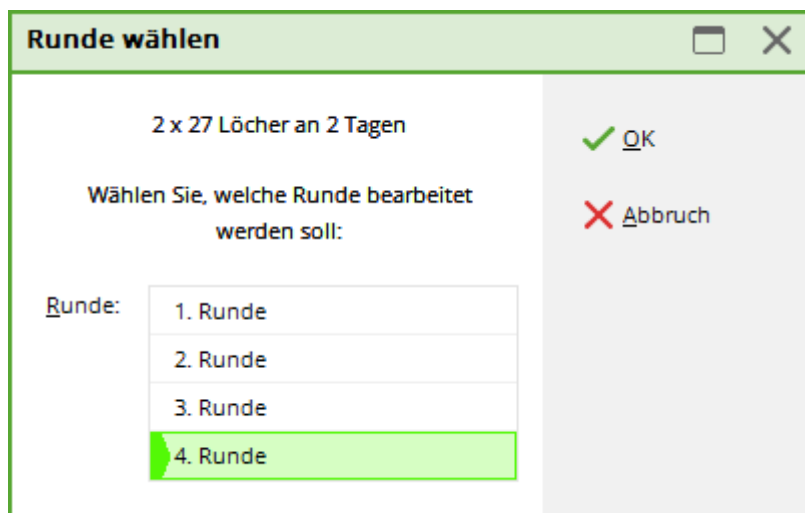 Runde wählen
2 x 27 Löcher an 2 Tagen
Wählen Sie, welche Runde bearbeitet
werden soll:
OK
Abbruch
Runde:
1. Runde
2. Runde
3. Runde
4. Runde